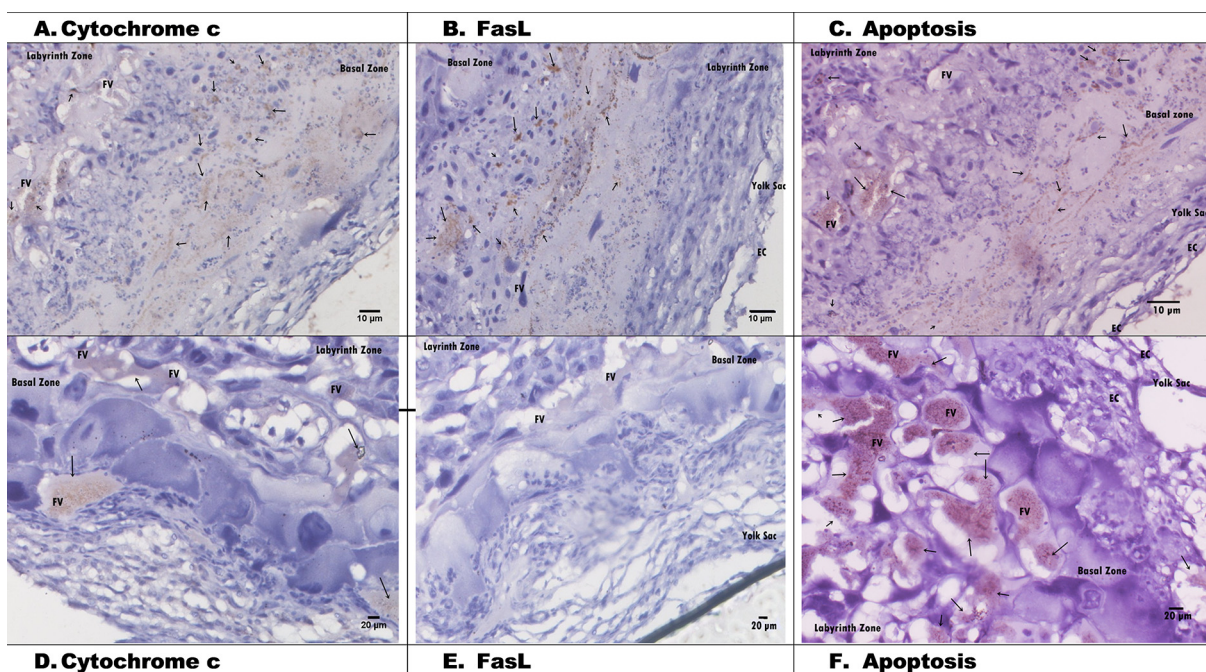 A. Cytochrome c
B. FasL
C. Apoptosis
Labyrinth Zone
FV
Basal Zone
FV
10 µm
Basal Zone
Labyrinth Zone
Yolk Sac
EC
FV
10 µm
Labyrinth Zone
FV
Basal zone
FV
Yolk Sac
EC
EC
10 µm
FV
Labyrinth Zone
Basal Zone
FV
FV
FV
20 µm
Layrinth Zone
Basal Zone
FV
FV
Yolk Sac
20 µm
FV
EC
Yolk Sac
EC
FV
FV
FV
Basal Zone
Labyrinth Zone
20 µm
D. Cytochrome c
E. FasL
F. Apoptosis